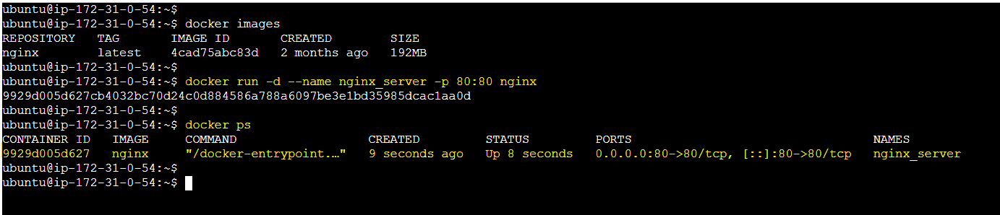 ubuntu@ip-172-31-0-54:~$
ubuntu@ip-172-31-0-54:~$ docker images
REPOSITORY   TAG       IMAGE ID       CREATED        SIZE
nginx        latest    4cad75abc83d   2 months ago   192MB
ubuntu@ip-172-31-0-54:~$
ubuntu@ip-172-31-0-54:~$ docker run -d --name nginx_server -p 80:80 nginx
9929d005d627cb4032bc70d24c0d884586a788a6097be3e1bd35985dcac1aa0d
ubuntu@ip-172-31-0-54:~$
ubuntu@ip-172-31-0-54:~$ docker ps
CONTAINER ID   IMAGE     COMMAND                  CREATED         STATUS         PORTS                                 NAMES
9929d005d627   nginx     "/docker-entrypoint.…"   9 seconds ago   Up 8 seconds   0.0.0.0:80->80/tcp, [::]:80->80/tcp   nginx_server
ubuntu@ip-172-31-0-54:~$
ubuntu@ip-172-31-0-54:~$